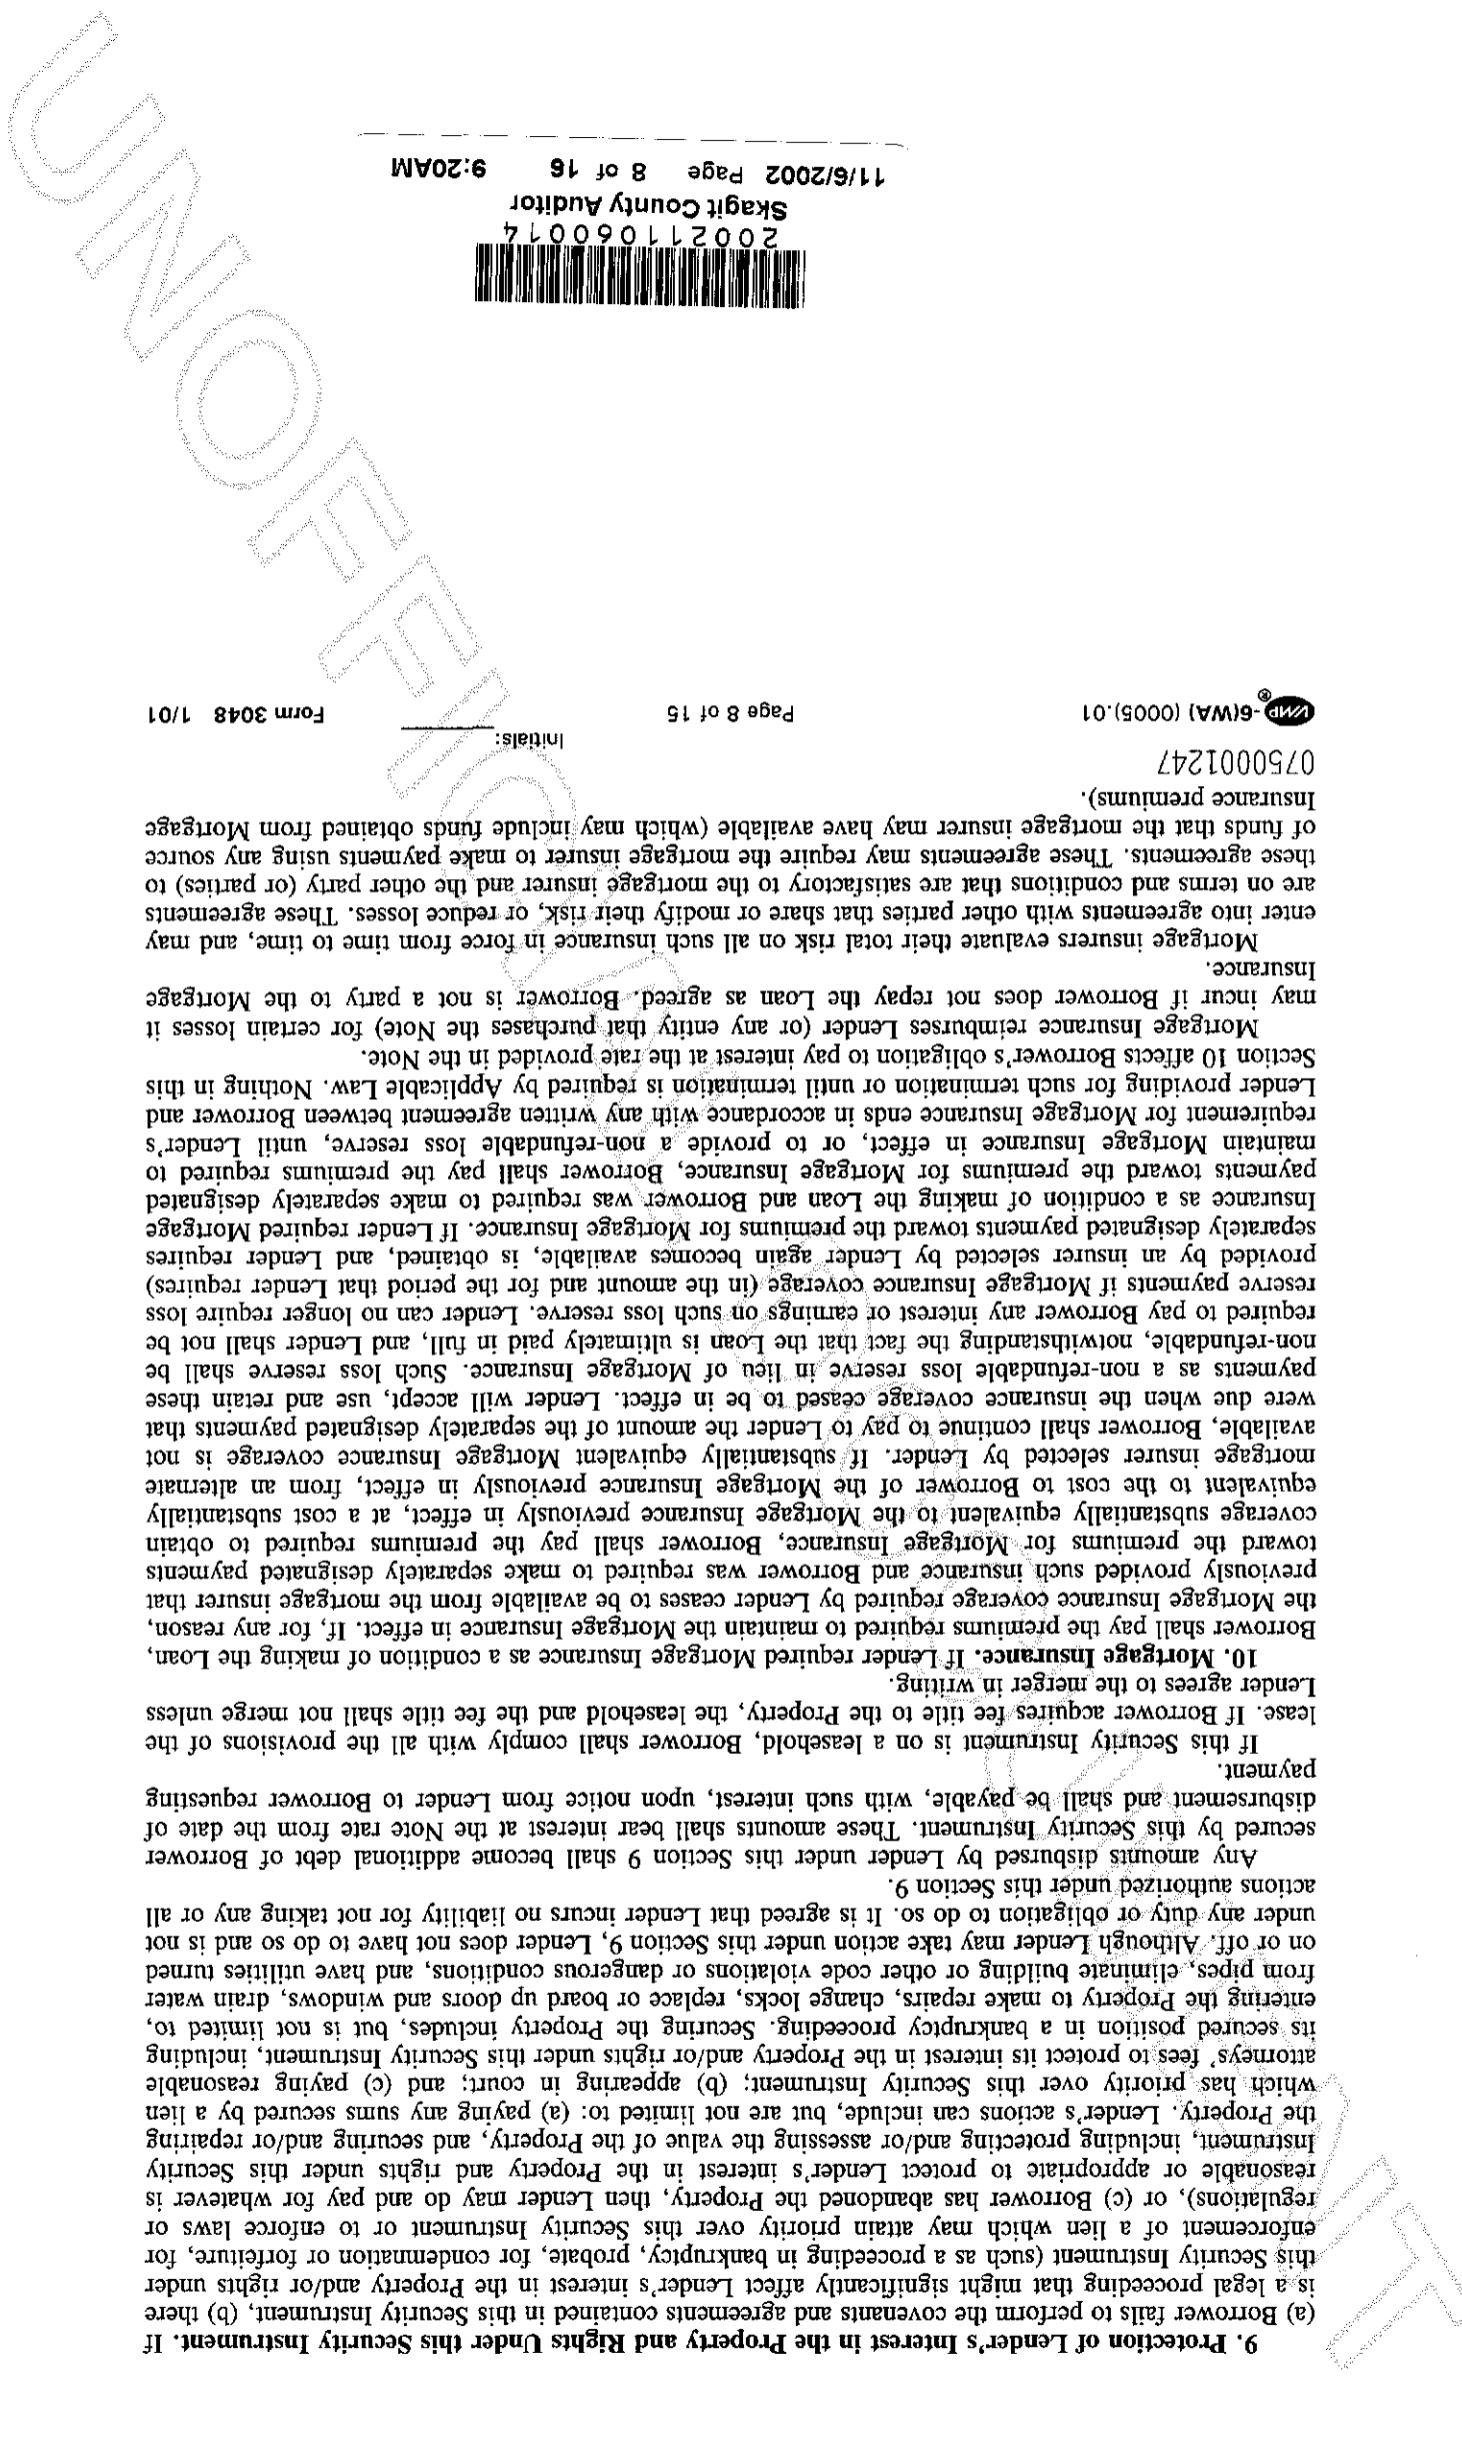 9. Protection of Lender's Interest in the Property and Rights Under this Security Instrument. If
(a) Borrower fails to perform the covenants and agreements contained in this Security Instrument, (b) there
is a legal proceeding that might significantly affect Lender's interest in the Property and/or rights under
this Security Instrument (such as a proceeding in bankruptcy, probate, for condemnation or forfeiture, for
enforcement of a lien which may attain priority over this Security Instrument or to enforce laws or
regulations), or (c) Borrower has abandoned the Property, then Lender may do and pay for whatever is
reasonable or appropriate to protect Lender's interest in the Property and rights under this Security
Instrument, including protecting and/or assessing the value of the Property, and securing and/or repairing
the Property. Lender's actions can include, but are not limited to: (a) paying any sums secured by a lien
which has priority over this Security Instrument; (b) appearing in court; and (c) paying reasonable
attorneys' fees to protect its interest in the Property and/or rights under this Security Instrument, including
its secured position in a bankruptcy proceeding. Securing the Property includes, but is not limited to,
entering the Property to make repairs, change locks, replace or board up doors and windows, drain water
from pipes, eliminate building or other code violations or dangerous conditions, and have utilities turned
on or off. Although Lender may take action under this Section 9, Lender does not have to do so and is not
under any duty or obligation to do so. It is agreed that Lender incurs no liability for not taking any or all
actions authorized under this Section 9.
Any amounts disbursed by Lender under this Section 9 shall become additional debt of Borrower
secured by this Security Instrument. These amounts shall bear interest at the Note rate from the date of
disbursement and shall be payable, with such interest, upon notice from Lender to Borrower requesting
payment.
If this Security Instrument is on a leasehold, Borrower shall comply with all the provisions of the
lease. If Borrower acquires fee title to the Property, the leasehold and the fee title shall not merge unless
Lender agrees to the merger in writing.
10. Mortgage Insurance. If Lender required Mortgage Insurance as a condition of making the Loan,
Borrower shall pay the premiums required to maintain the Mortgage Insurance in effect. If, for any reason,
the Mortgage Insurance coverage required by Lender ceases to be available from the mortgage insurer that
previously provided such insurance and Borrower was required to make separately designated payments
toward the premiums for Mortgage Insurance, Borrower shall pay the premiums required to obtain
coverage substantially equivalent to the Mortgage Insurance previously in effect, at a cost substantially
equivalent to the cost to Borrower of the Mortgage Insurance previously in effect, from an alternate
mortgage insurer selected by Lender. If substantially equivalent Mortgage Insurance coverage is not
available, Borrower shall continue to pay to Lender the amount of the separately designated payments that
were due when the insurance coverage ceased to be in effect. Lender will accept, use and retain these
payments as a non-refundable loss reserve in lieu of Mortgage Insurance. Such loss reserve shall be
non-refundable, notwithstanding the fact that the Loan is ultimately paid in full, and Lender shall not be
required to pay Borrower any interest or earnings on such loss reserve. Lender can no longer require loss
reserve payments if Mortgage Insurance coverage (in the amount and for the period that Lender requires)
provided by an insurer selected by Lender again becomes available, is obtained, and Lender requires
separately designated payments toward the premiums for Mortgage Insurance. If Lender required Mortgage
Insurance as a condition of making the Loan and Borrower was required to make separately designated
payments toward the premiums for Mortgage Insurance, Borrower shall pay the premiums required to
maintain Mortgage Insurance in effect, or to provide a non-refundable loss reserve, until Lender's
requirement for Mortgage Insurance ends in accordance with any written agreement between Borrower and
Lender providing for such termination or until termination is required by Applicable Law. Nothing in this
Section 10 affects Borrower's obligation to pay interest at the rate provided in the Note.
Mortgage Insurance reimburses Lender (or any entity that purchases the Note) for certain losses it
may incur if Borrower does not repay the Loan as agreed. Borrower is not a party to the Mortgage
Insurance.
Mortgage insurers evaluate their total risk on all such insurance in force from time to time, and may
enter into agreements with other parties that share or modify their risk, or reduce losses. These agreements
are on terms and conditions that are satisfactory to the mortgage insurer and the other party (or parties) to
these agreements. These agreements may require the mortgage insurer to make payments using any source
of funds that the mortgage insurer may have available (which may include funds obtained from Mortgage
Insurance premiums).
0750001247
Initials:
VMP®-6(WA) (0005).01 Page 8 of 15 Form 3048 1/01
200211060014
Skagit County Auditor
11/6/2002 Page 8 of 16 9:20AM
UNOFFICIAL DOCUMENT